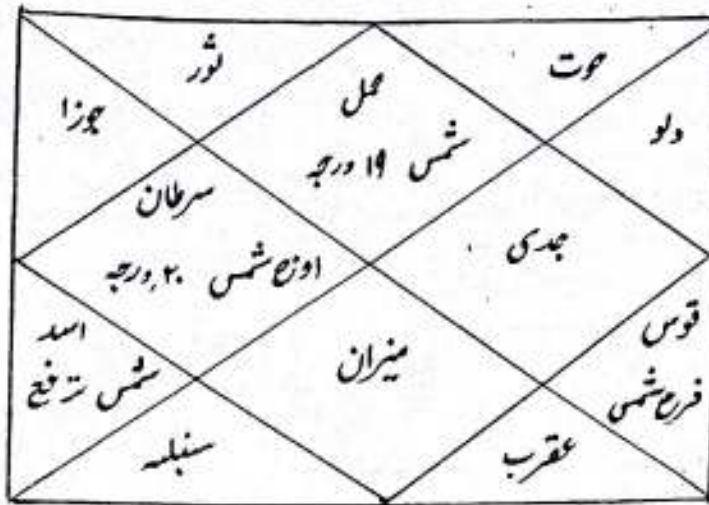 حوت
ثور
حمل
جوزا
دلو
شمس ۱۹ درجہ
سرطان
جدی
اوج شمس ۲۰ درجہ
قوس
اسد
میزان
شمس ترفع
فرح شمس
سنبلہ
عقرب